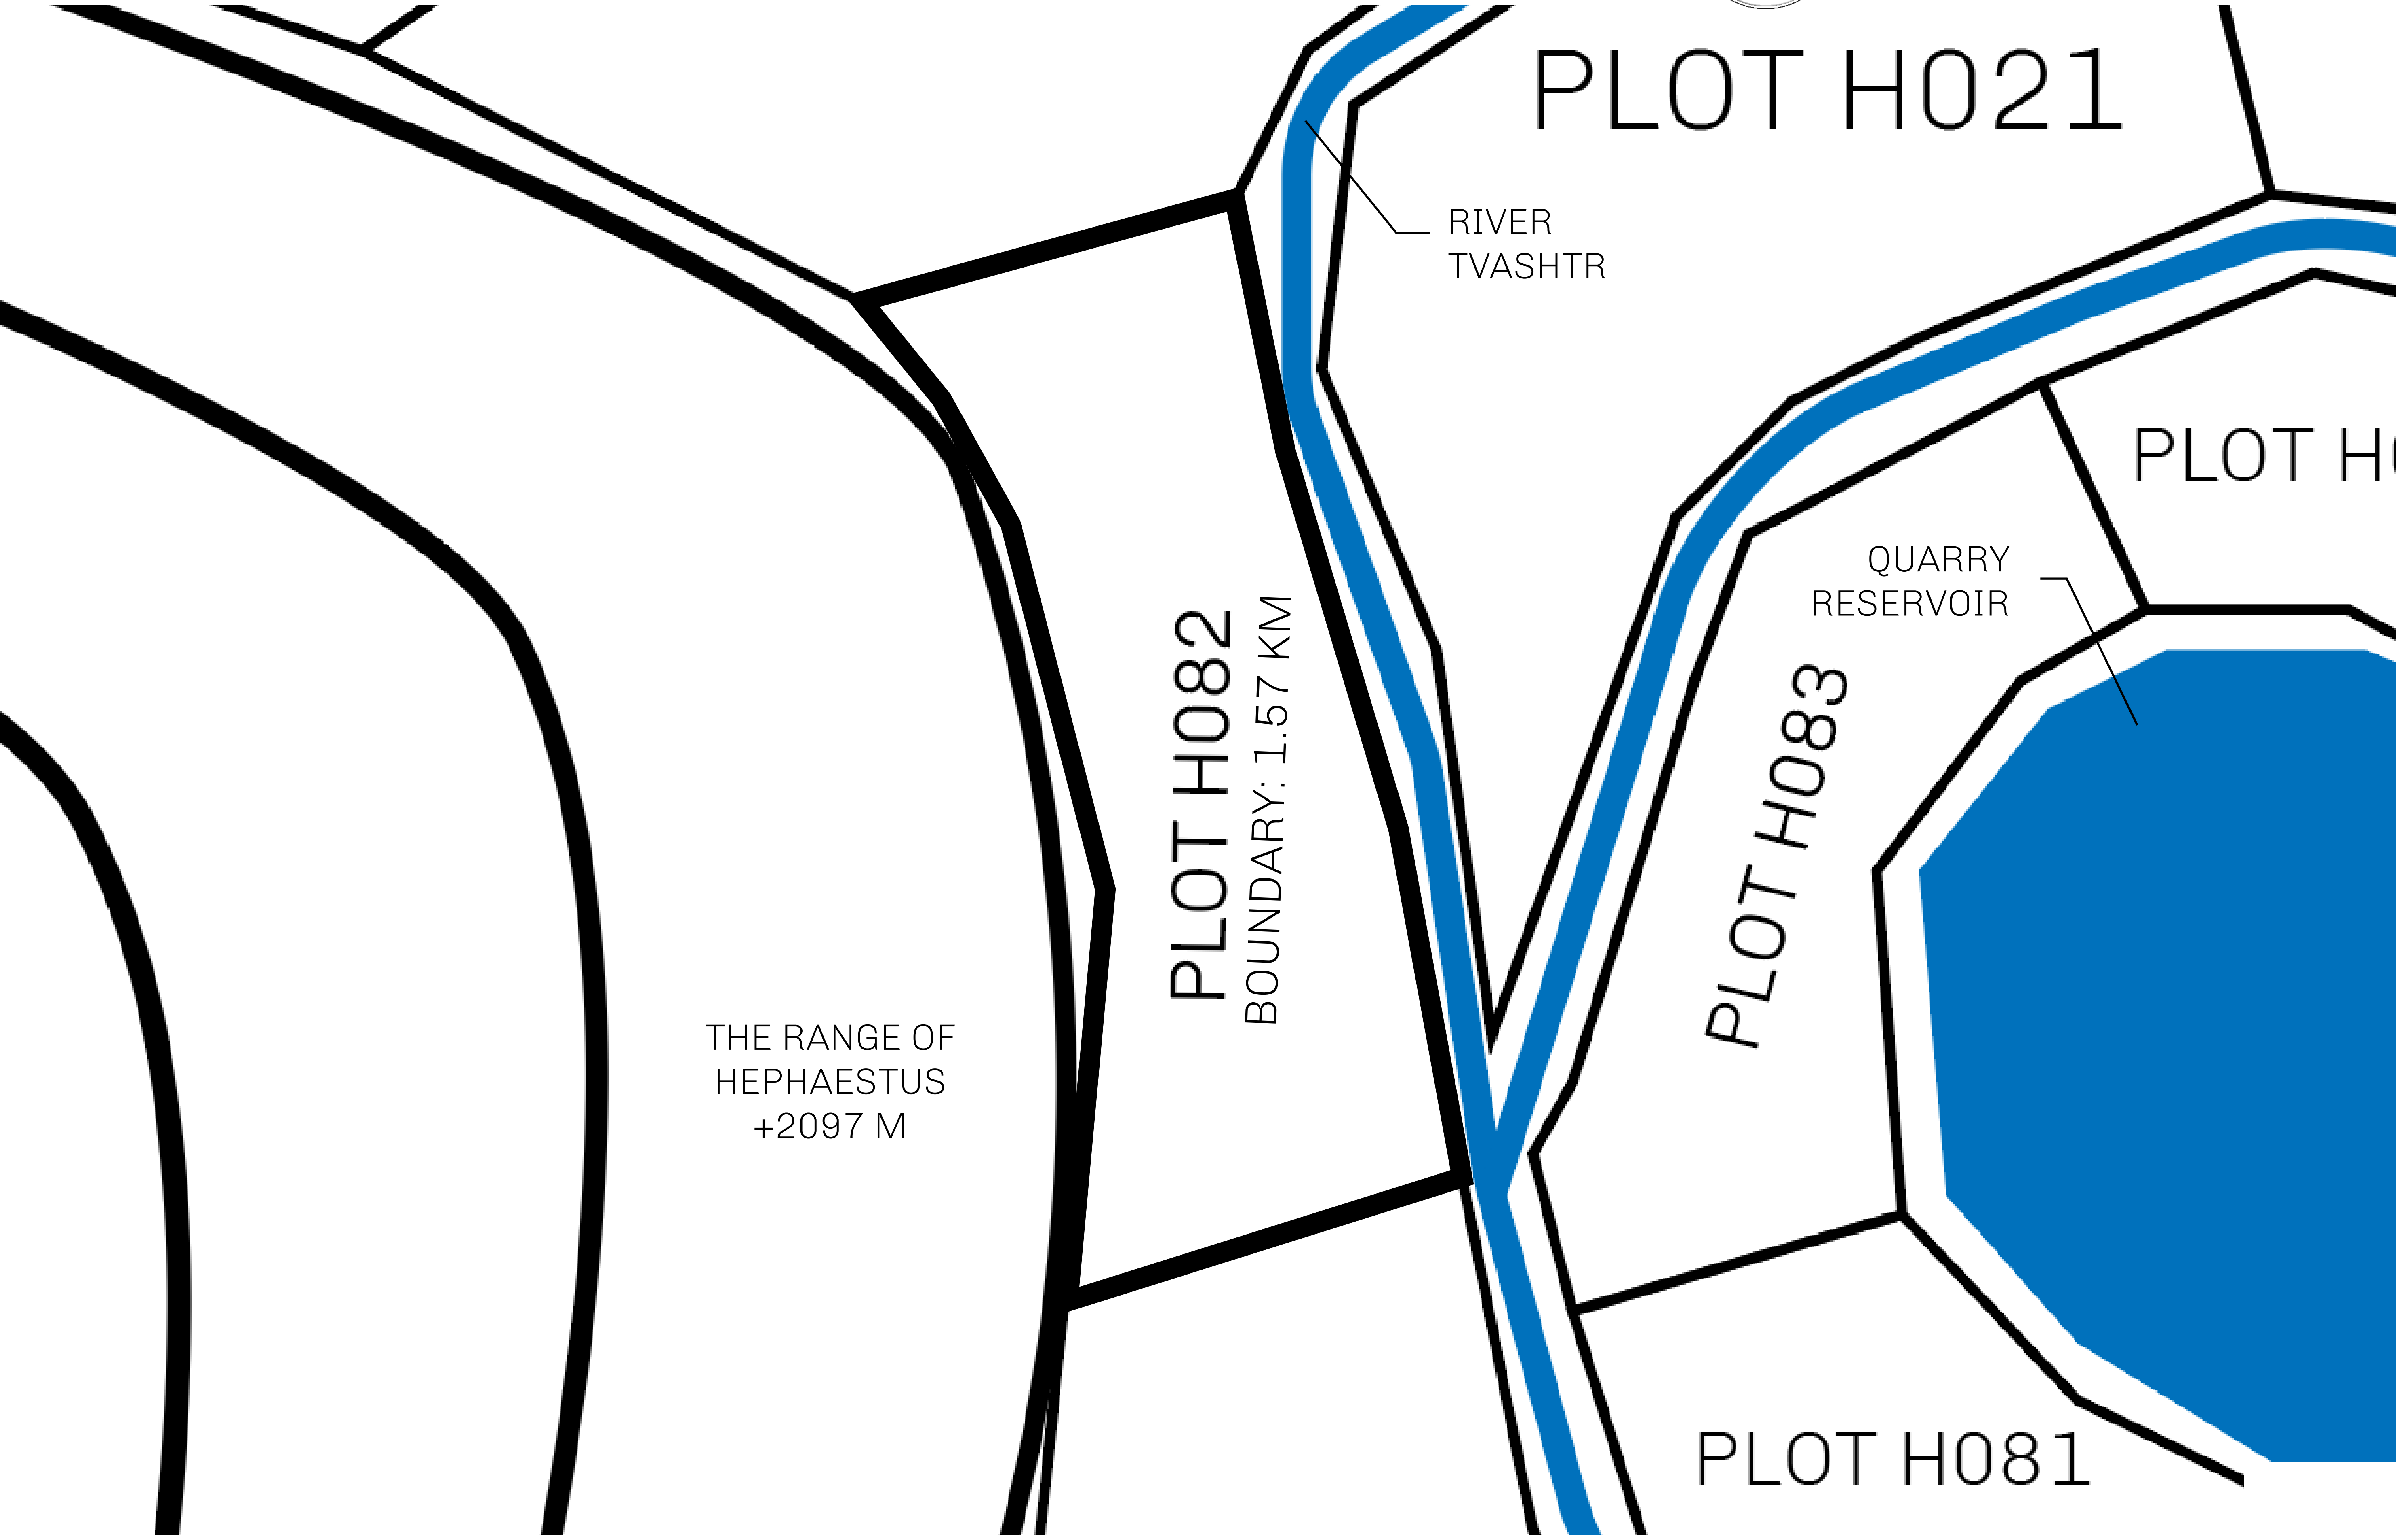 PLOT H021
RIVER
TVASHTR
PLOT
QUARRY
RESERVOIR
PLOT H082
BOUNDARY: 1.57 KM
PLOT H083
THE RANGE OF
HEPHAESTUS
+2097 M
PLOT H081